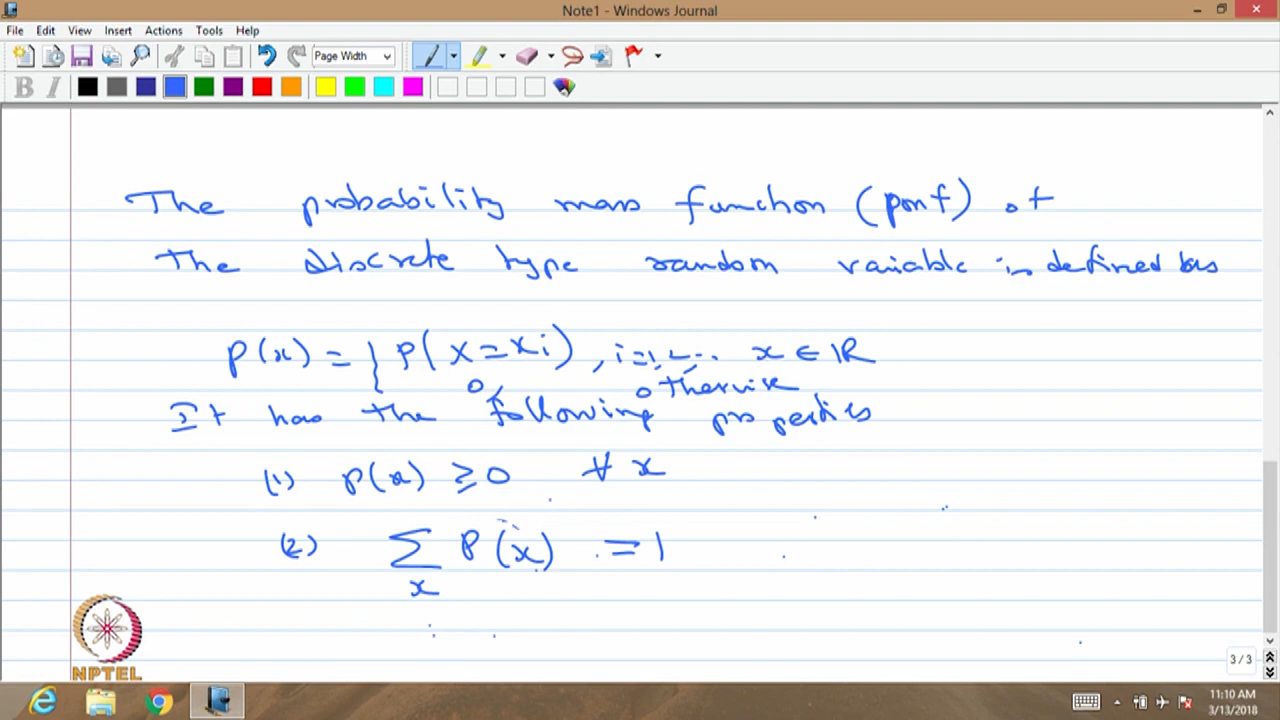 Note1 - Windows Journal
File Edit View Insert Actions Tools Help
Page Width
B I
The probability mass function (pmf) of
the discrete type random variable is defined as
p(x) = { P(X=xi), i=1,2,... x ∈ IR
0, otherwise
It has the following properties
(1) p(x) ≥ 0 ∀ x
(2) ∑ p(x) = 1
x
NPTEL
3 / 3
11:10 AM
3/13/2018